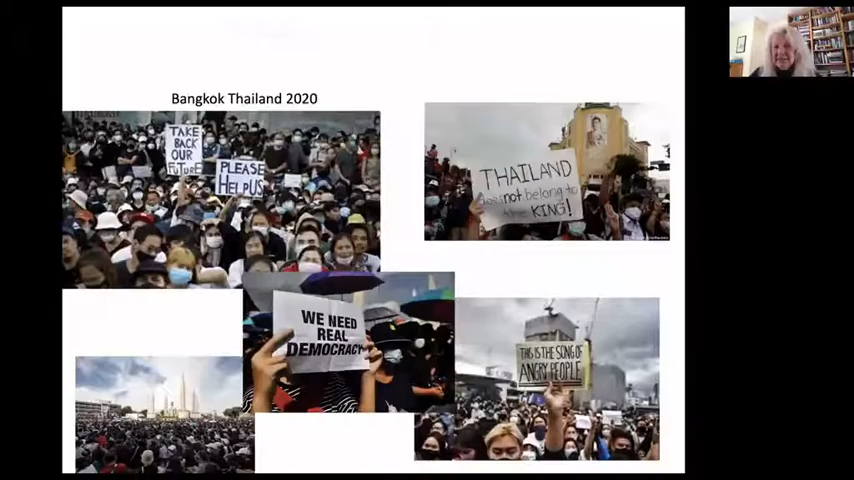 Bangkok Thailand 2020
TAKE
BACK
OUR
FUTURE
PLEASE
HELP US
THAILAND
does not belong to
KING!
WE NEED
REAL
DEMOCRACY
THIS IS THE SONG OF
ANGRY PEOPLE